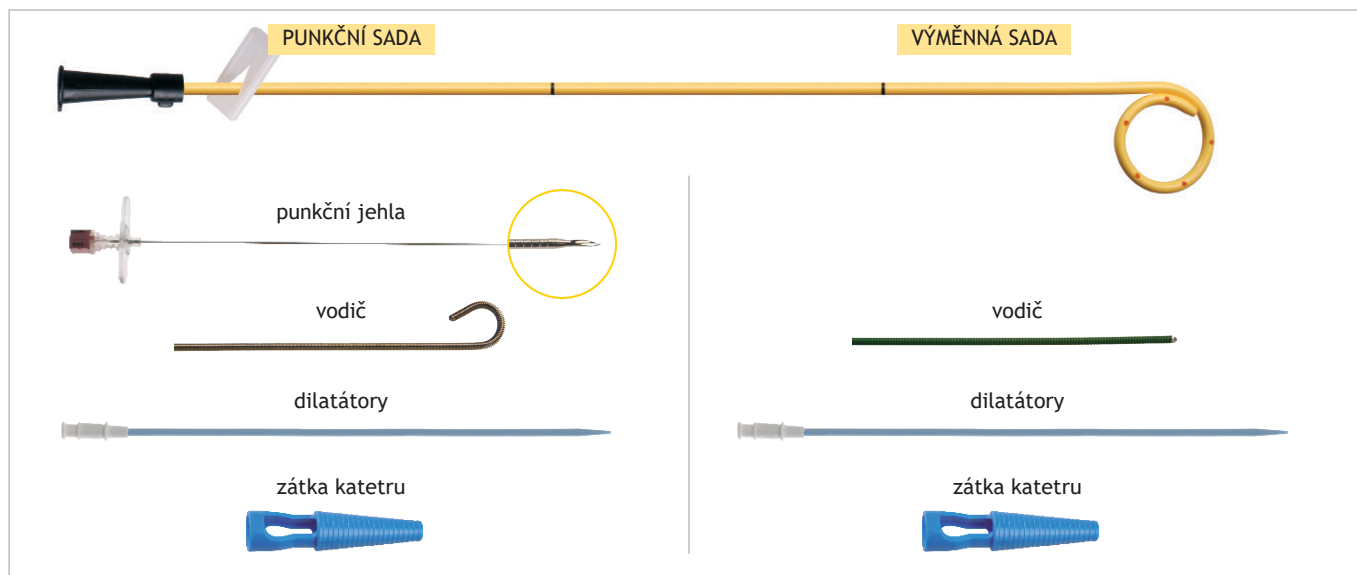 PUNKČNÍ SADA
VÝMĚNNÁ SADA
punkční jehla
vodič
vodič
dilatátory
dilatátory
zátka katetru
zátka katetru